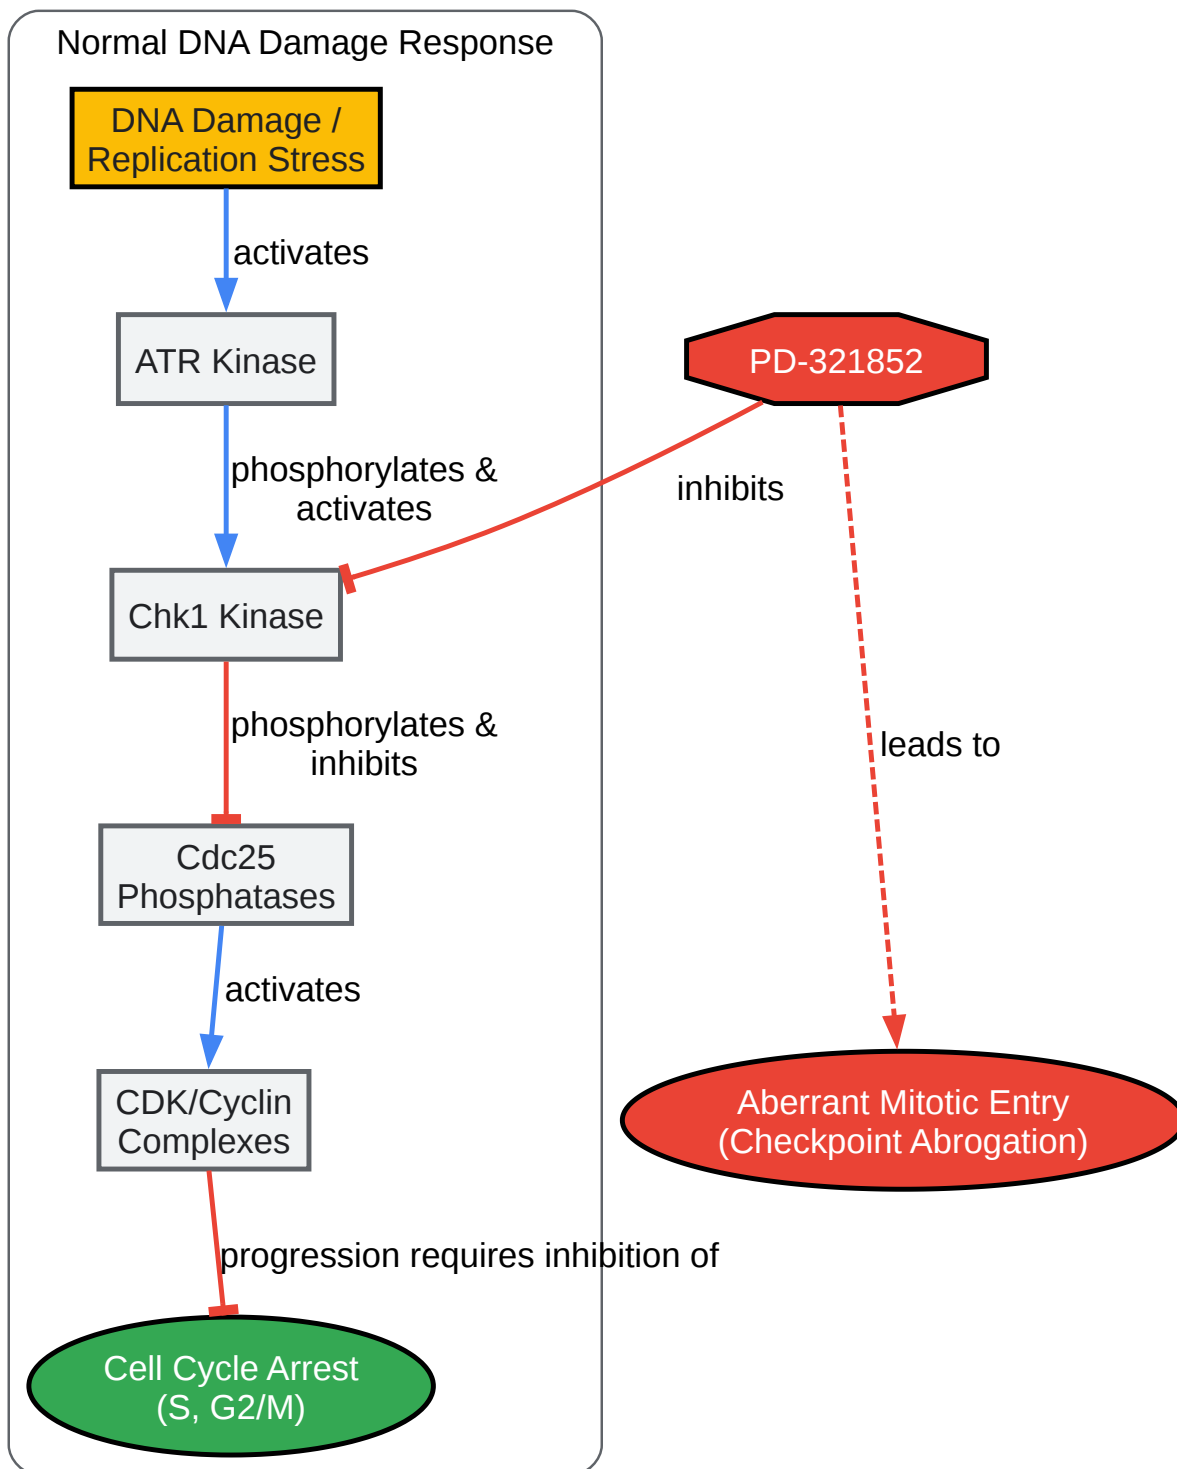 Normal DNA Damage Response
DNA Damage /
Replication Stress
activates
ATR Kinase
PD-321852
phosphorylates &
activates
inhibits
Chk1 Kinase
phosphorylates &
inhibits
leads to
Cdc25
Phosphatases
activates
CDK/Cyclin
Complexes
Aberrant Mitotic Entry
(Checkpoint Abrogation)
progression requires inhibition of
Cell Cycle Arrest
(S, G2/M)